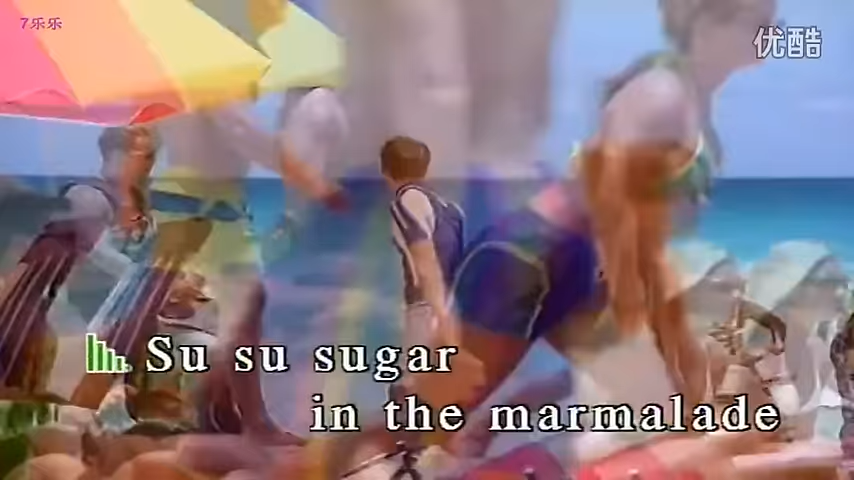 7乐乐
优酷
Su su sugar
in the marmalade